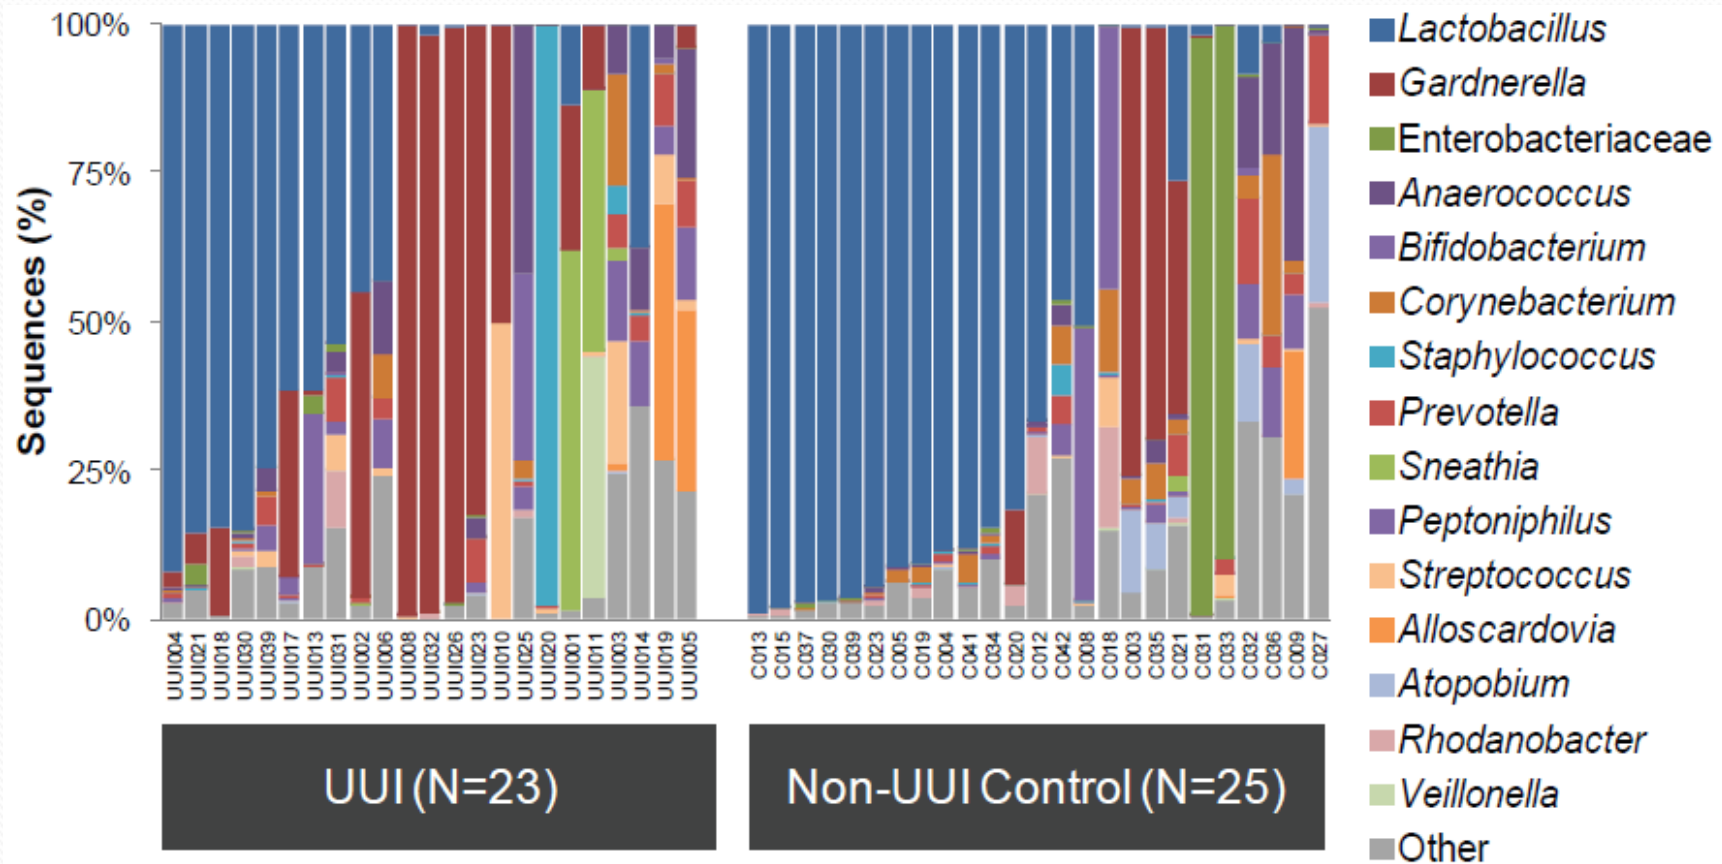 Sequences (%)
100%
75%
50%
25%
0%
UUI004
UUI021
UUI018
UUI030
UUI039
UUI017
UUI013
UUI031
UUI002
UUI006
UUI008
UUI032
UUI026
UUI023
UUI010
UUI025
UUI020
UUI001
UUI011
UUI003
UUI014
UUI019
UUI005
C013
C015
C037
C030
C039
C023
C005
C019
C004
C041
C034
C020
C012
C042
C008
C018
C003
C035
C021
C031
C033
C032
C036
C009
C027
UUI (N=23)
Non-UUI Control (N=25)
Lactobacillus
Gardnerella
Enterobacteriaceae
Anaerococcus
Bifidobacterium
Corynebacterium
Staphylococcus
Prevotella
Sneathia
Peptoniphilus
Streptococcus
Alloscardovia
Atopobium
Rhodanobacter
Veillonella
Other